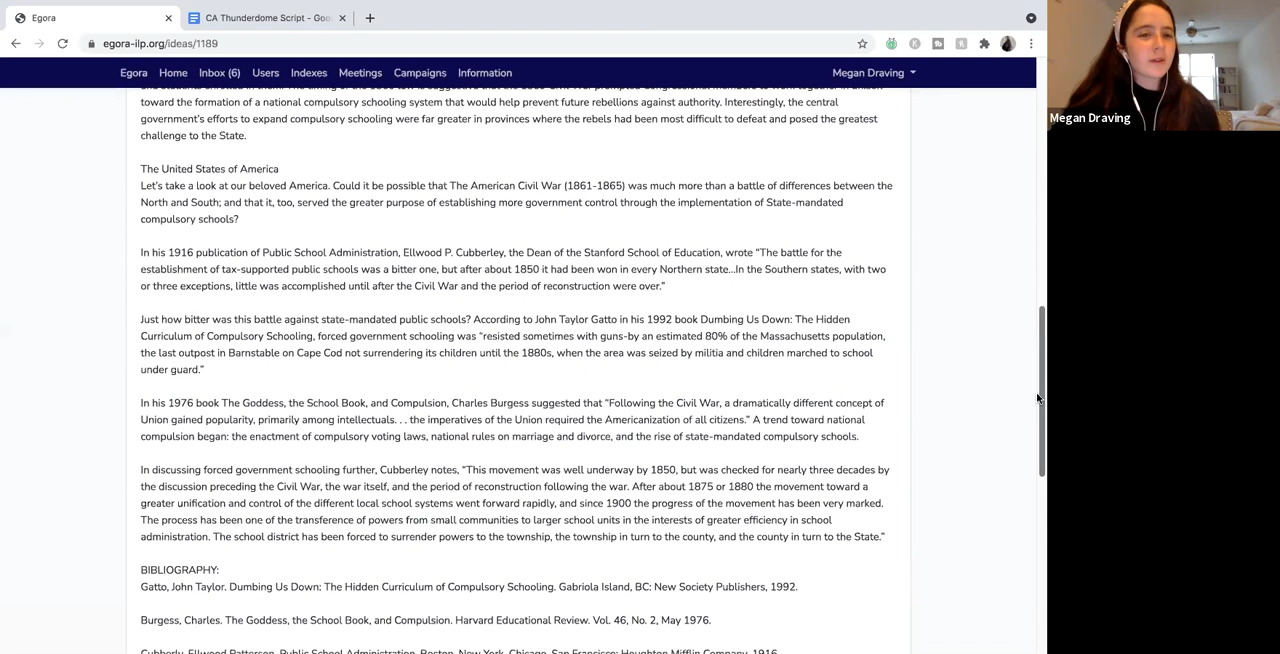 Egora
CA Thunderdome Script - Goo
egora-ilp.org/ideas/1189
Egora Home Inbox (6) Users Indexes Meetings Campaigns Information Megan Draving
toward the formation of a national compulsory schooling system that would help prevent future rebellions against authority. Interestingly, the central
government's efforts to expand compulsory schooling were far greater in provinces where the rebels had been most difficult to defeat and posed the greatest
challenge to the State.
The United States of America
Let's take a look at our beloved America. Could it be possible that The American Civil War (1861-1865) was much more than a battle of differences between the
North and South; and that it, too, served the greater purpose of establishing more government control through the implementation of State-mandated
compulsory schools?
In his 1916 publication of Public School Administration, Ellwood P. Cubberley, the Dean of the Stanford School of Education, wrote “The battle for the
establishment of tax-supported public schools was a bitter one, but after about 1850 it had been won in every Northern state...In the Southern states, with two
or three exceptions, little was accomplished until after the Civil War and the period of reconstruction were over.”
Just how bitter was this battle against state-mandated public schools? According to John Taylor Gatto in his 1992 book Dumbing Us Down: The Hidden
Curriculum of Compulsory Schooling, forced government schooling was “resisted sometimes with guns-by an estimated 80% of the Massachusetts population,
the last outpost in Barnstable on Cape Cod not surrendering its children until the 1880s, when the area was seized by militia and children marched to school
under guard.”
In his 1976 book The Goddess, the School Book, and Compulsion, Charles Burgess suggested that “Following the Civil War, a dramatically different concept of
Union gained popularity, primarily among intellectuals. . . the imperatives of the Union required the Americanization of all citizens.” A trend toward national
compulsion began: the enactment of compulsory voting laws, national rules on marriage and divorce, and the rise of state-mandated compulsory schools.
In discussing forced government schooling further, Cubberley notes, “This movement was well underway by 1850, but was checked for nearly three decades by
the discussion preceding the Civil War, the war itself, and the period of reconstruction following the war. After about 1875 or 1880 the movement toward a
greater unification and control of the different local school systems went forward rapidly, and since 1900 the progress of the movement has been very marked.
The process has been one of the transference of powers from small communities to larger school units in the interests of greater efficiency in school
administration. The school district has been forced to surrender powers to the township, the township in turn to the county, and the county in turn to the State.”
BIBLIOGRAPHY:
Gatto, John Taylor. Dumbing Us Down: The Hidden Curriculum of Compulsory Schooling. Gabriola Island, BC: New Society Publishers, 1992.
Burgess, Charles. The Goddess, the School Book, and Compulsion. Harvard Educational Review. Vol. 46, No. 2, May 1976.
Cubberly, Ellwood Patterson. Public School Administration. Boston, New York, Chicago, San Francisco: Houghton Mifflin Company, 1916.
Megan Draving